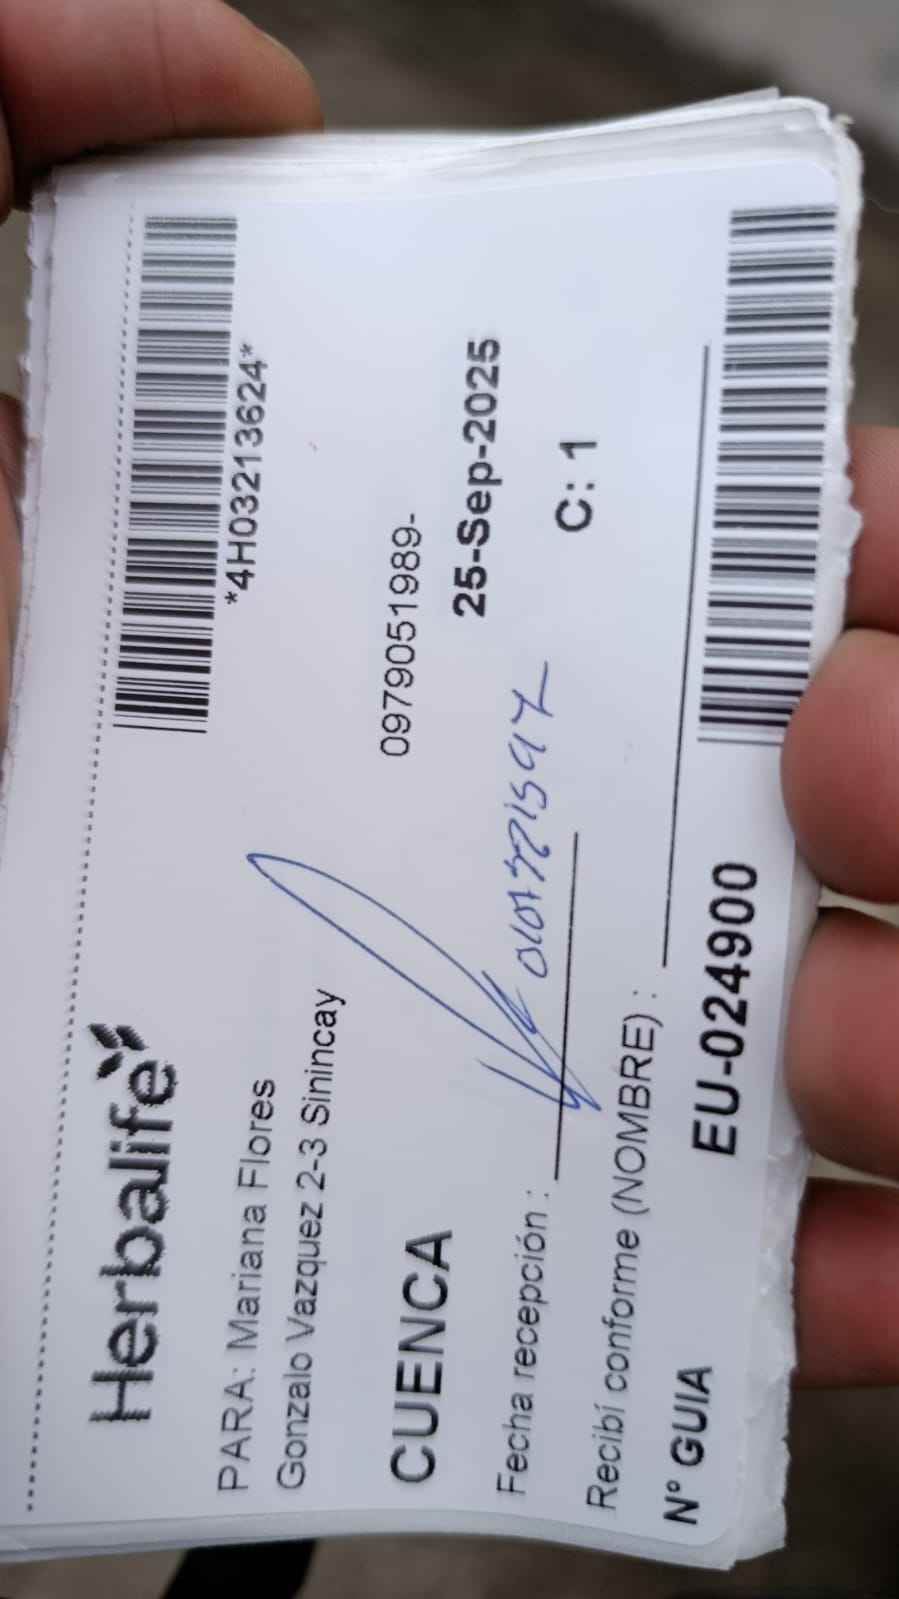 Herbalife
*4H03213624*
PARA: Mariana Flores
Gonzalo Vazquez 2-3 Sinincay
0979051989-
CUENCA
25-Sep-2025
Fecha recepción :
C: 1
Recibí conforme (NOMBRE) :
N° GUIA
EU-024900